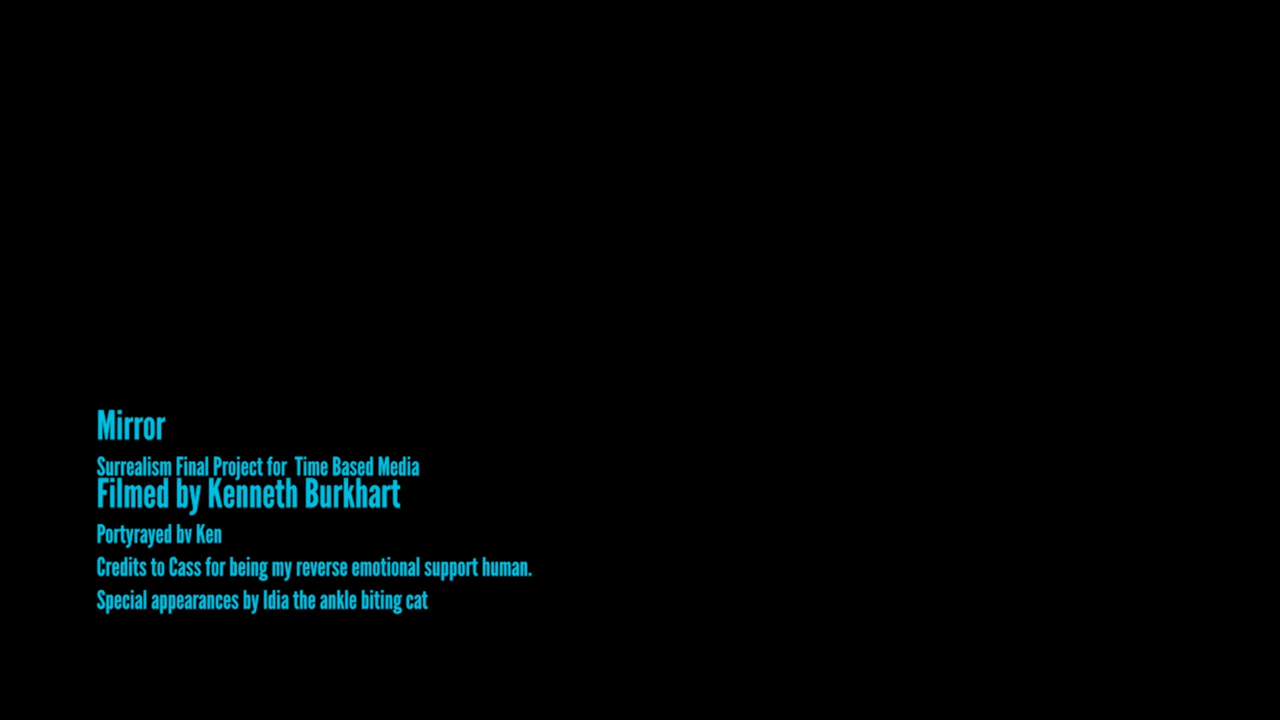 Mirror
Surrealism Final Project for Time Based Media
Filmed by Kenneth Burkhart
Portyrayed by Ken
Credits to Cass for being my reverse emotional support human.
Special appearances by Idia the ankle biting cat